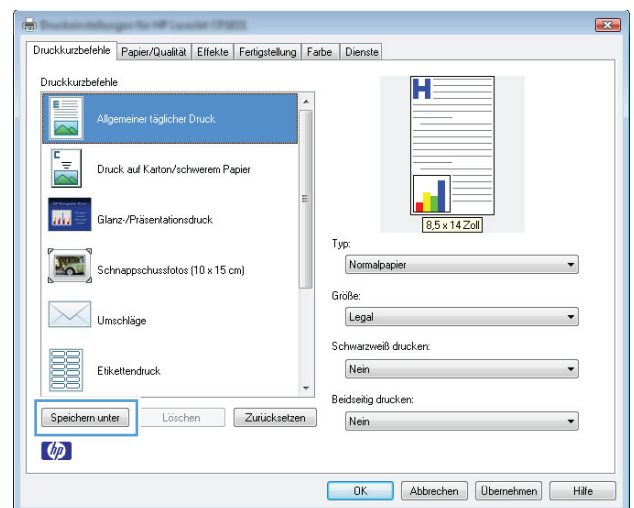 Druckkurzbefehle Papier/Qualität Effekte Fertigstellung Farbe Dienste
Druckkurzbefehle
Allgemeiner täglicher Druck
Druck auf Karton/schwerem Papier
Glanz-/Präsentationsdruck
Schnappschussfotos (10 x 15 cm)
Umschläge
Etikettendruck
Speichern unter Löschen Zurücksetzen
H
8,5 x 14 Zoll
Typ:
Normalpapier
Größe:
Legal
Schwarzweiß drucken:
Nein
Beidseitig drucken:
Nein
hp
OK Abbrechen Übernehmen Hilfe